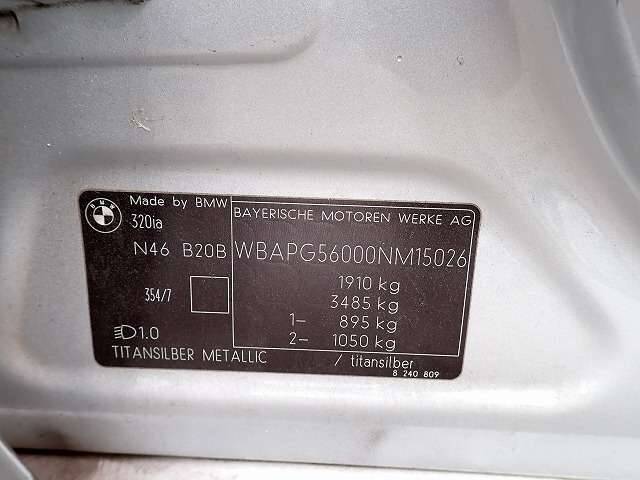 BMW
Made by BMW
320ia
N46 B20B
354/7
1.0
TITANSILBER METALLIC / titansilber
BAYERISCHE MOTOREN WERKE AG
WBAPG56000NM15026
1910 kg
3485 kg
1- 895 kg
2- 1050 kg
8 240 809